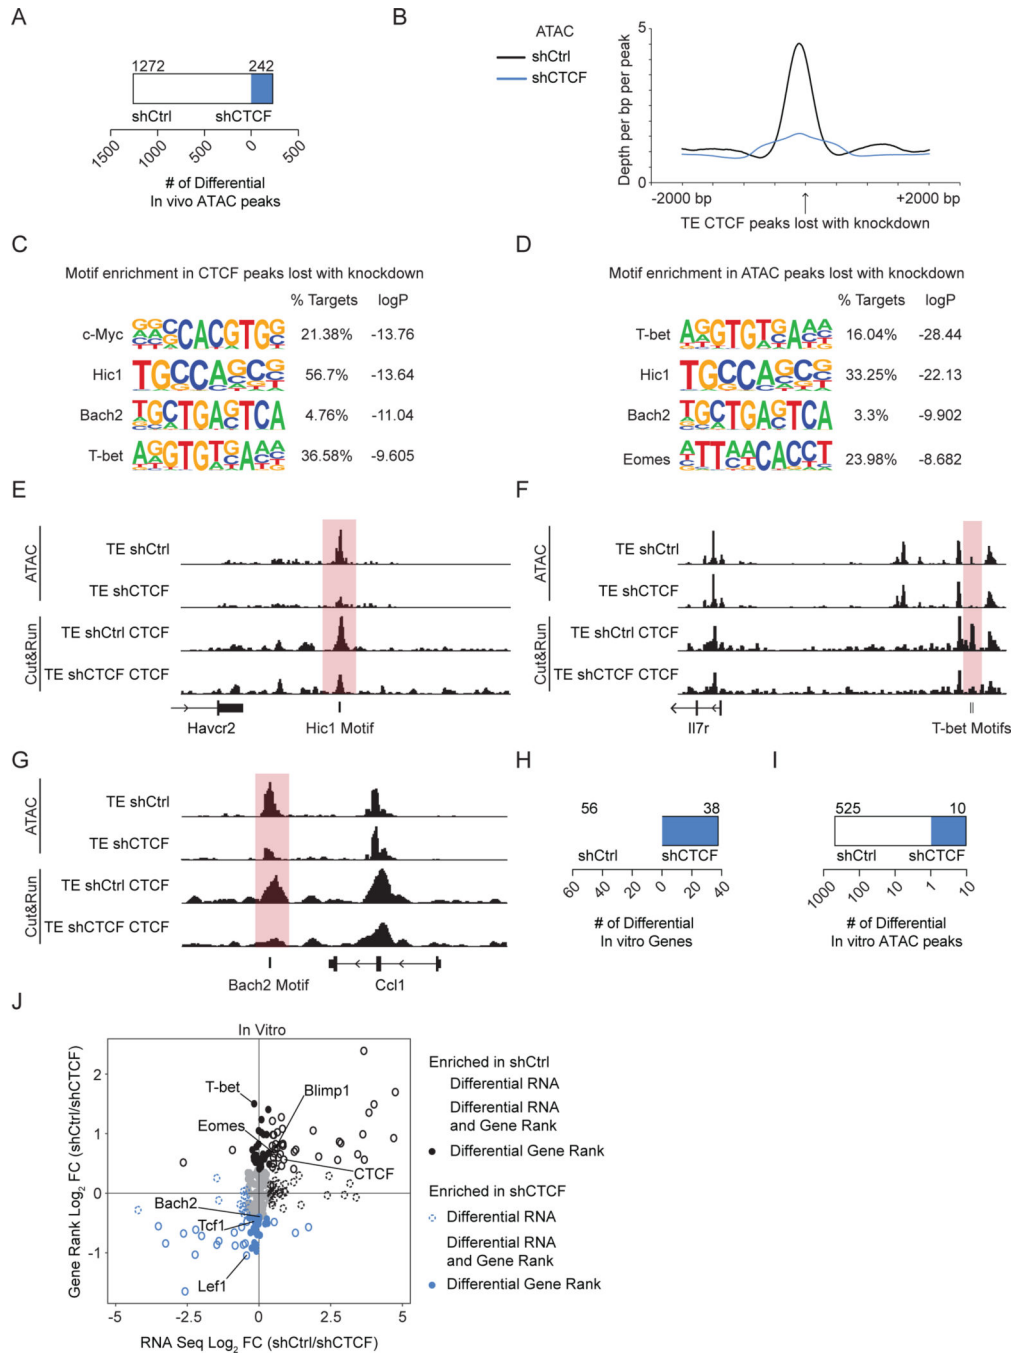 A
1272 242
shCtrl shCTCF
1500 1000 500 0 500
# of Differential
In vivo ATAC peaks
B
ATAC
shCtrl
shCTCF
Depth per bp per peak
5
0
-2000 bp +2000 bp
TE CTCF peaks lost with knockdown
C
Motif enrichment in CTCF peaks lost with knockdown
% Targets logP
c-Myc 21.38% -13.76
Hic1 56.7% -13.64
Bach2 4.76% -11.04
T-bet 36.58% -9.605
D
Motif enrichment in ATAC peaks lost with knockdown
% Targets logP
T-bet 16.04% -28.44
Hic1 33.25% -22.13
Bach2 3.3% -9.902
Eomes 23.98% -8.682
E
ATAC
TE shCtrl
TE shCTCF
Cut&Run
TE shCtrl CTCF
TE shCTCF CTCF
Havcr2 Hic1 Motif
F
ATAC
TE shCtrl
TE shCTCF
Cut&Run
TE shCtrl CTCF
TE shCTCF CTCF
Il7r T-bet Motifs
G
ATAC
TE shCtrl
TE shCTCF
Cut&Run
TE shCtrl CTCF
TE shCTCF CTCF
Bach2 Motif Ccl1
H
56 38
shCtrl shCTCF
60 40 20 0 20 40
# of Differential
In vitro Genes
I
525 10
shCtrl shCTCF
1000 100 10 1 10
# of Differential
In vitro ATAC peaks
J
In Vitro
Gene Rank Log2 FC (shCtrl/shCTCF)
2
1
0
-1
T-bet
Blimp1
Eomes
CTCF
Bach2
Tcf1
Lef1
-5 -2.5 0 2.5 5
RNA Seq Log2 FC (shCtrl/shCTCF)
Enriched in shCtrl
Differential RNA
Differential RNA
and Gene Rank
Differential Gene Rank
Enriched in shCTCF
Differential RNA
Differential RNA
and Gene Rank
Differential Gene Rank